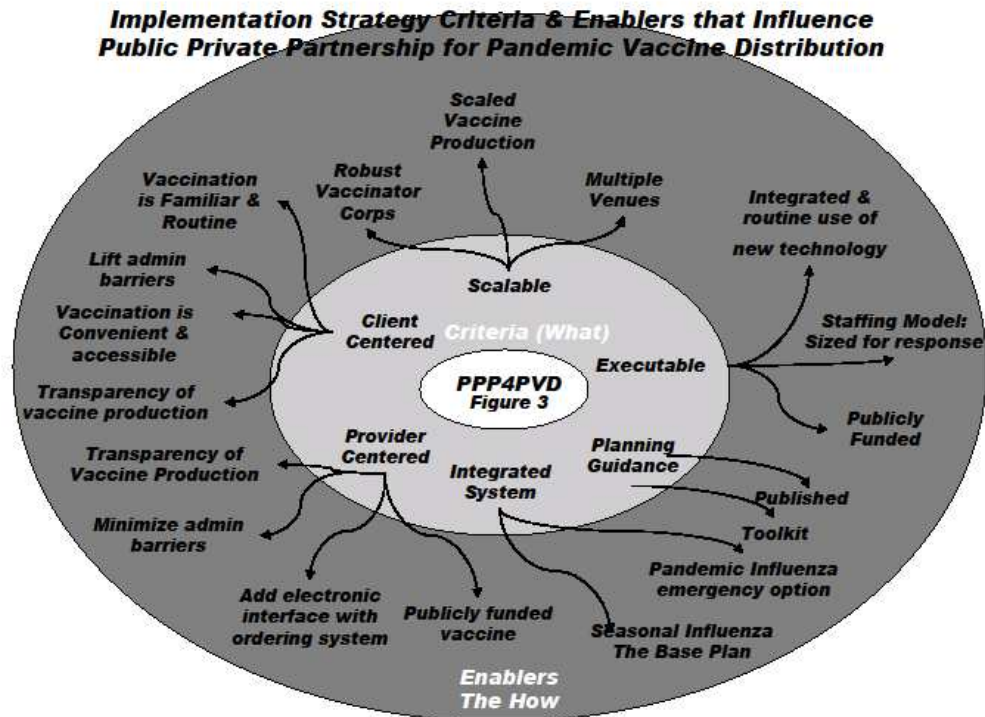 Implementation Strategy Criteria & Enablers that Influence
Public Private Partnership for Pandemic Vaccine Distribution
Scaled
Vaccine
Production
Robust
Vaccinator
Corps
Multiple
Venues
Vaccination
is Familiar &
Routine
Integrated &
routine use of
new technology
Lift admin
barriers
Scalable
Vaccination is
Convenient &
accessible
Client
Centered
Criteria (What)
Staffing Model:
Sized for response
Executable
PPP4PVD
Figure 3
Transparency of
vaccine production
Publicly
Funded
Provider
Centered
Planning
Guidance
Integrated
System
Transparency of
Vaccine Production
Published
Minimize admin
barriers
Toolkit
Pandemic Influenza
emergency option
Add electronic
interface with
ordering system
Publicly funded
vaccine
Seasonal Influenza
The Base Plan
Enablers
The How